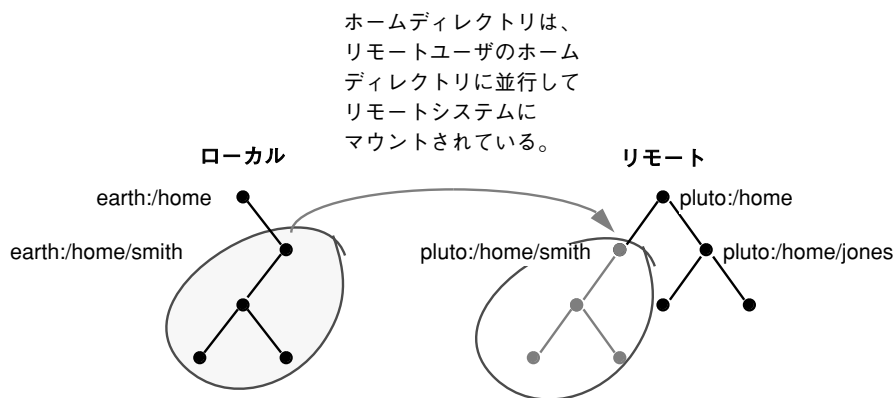 ホームディレクトリは、
リモートユーザのホーム
ディレクトリに並行して
リモートシステムに
マウントされている。
ローカル
リモート
earth:/home
pluto:/home
earth:/home/smith
pluto:/home/smith
pluto:/home/jones